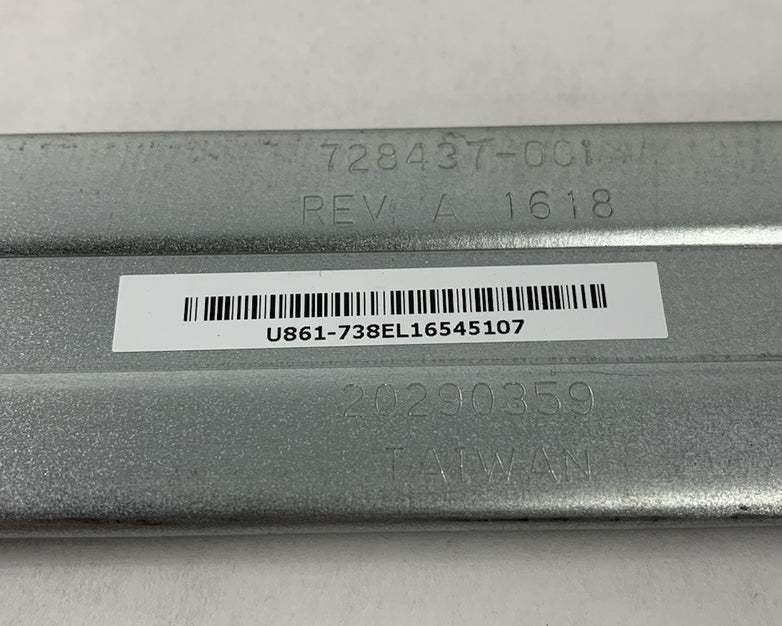 728437-001
REV A 1618
U861-738EL16545107
20290359
TAIWAN